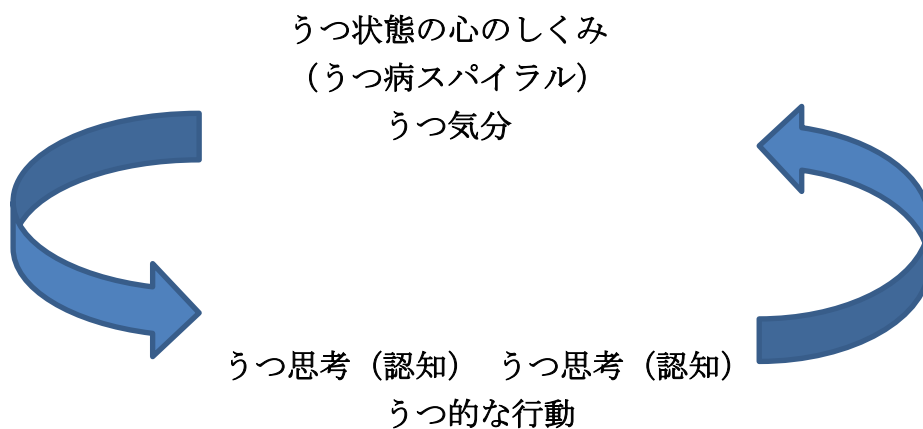 うつ状態の心のしくみ
（うつ病スパイラル）
うつ気分
うつ思考（認知）　うつ思考（認知）
うつ的な行動